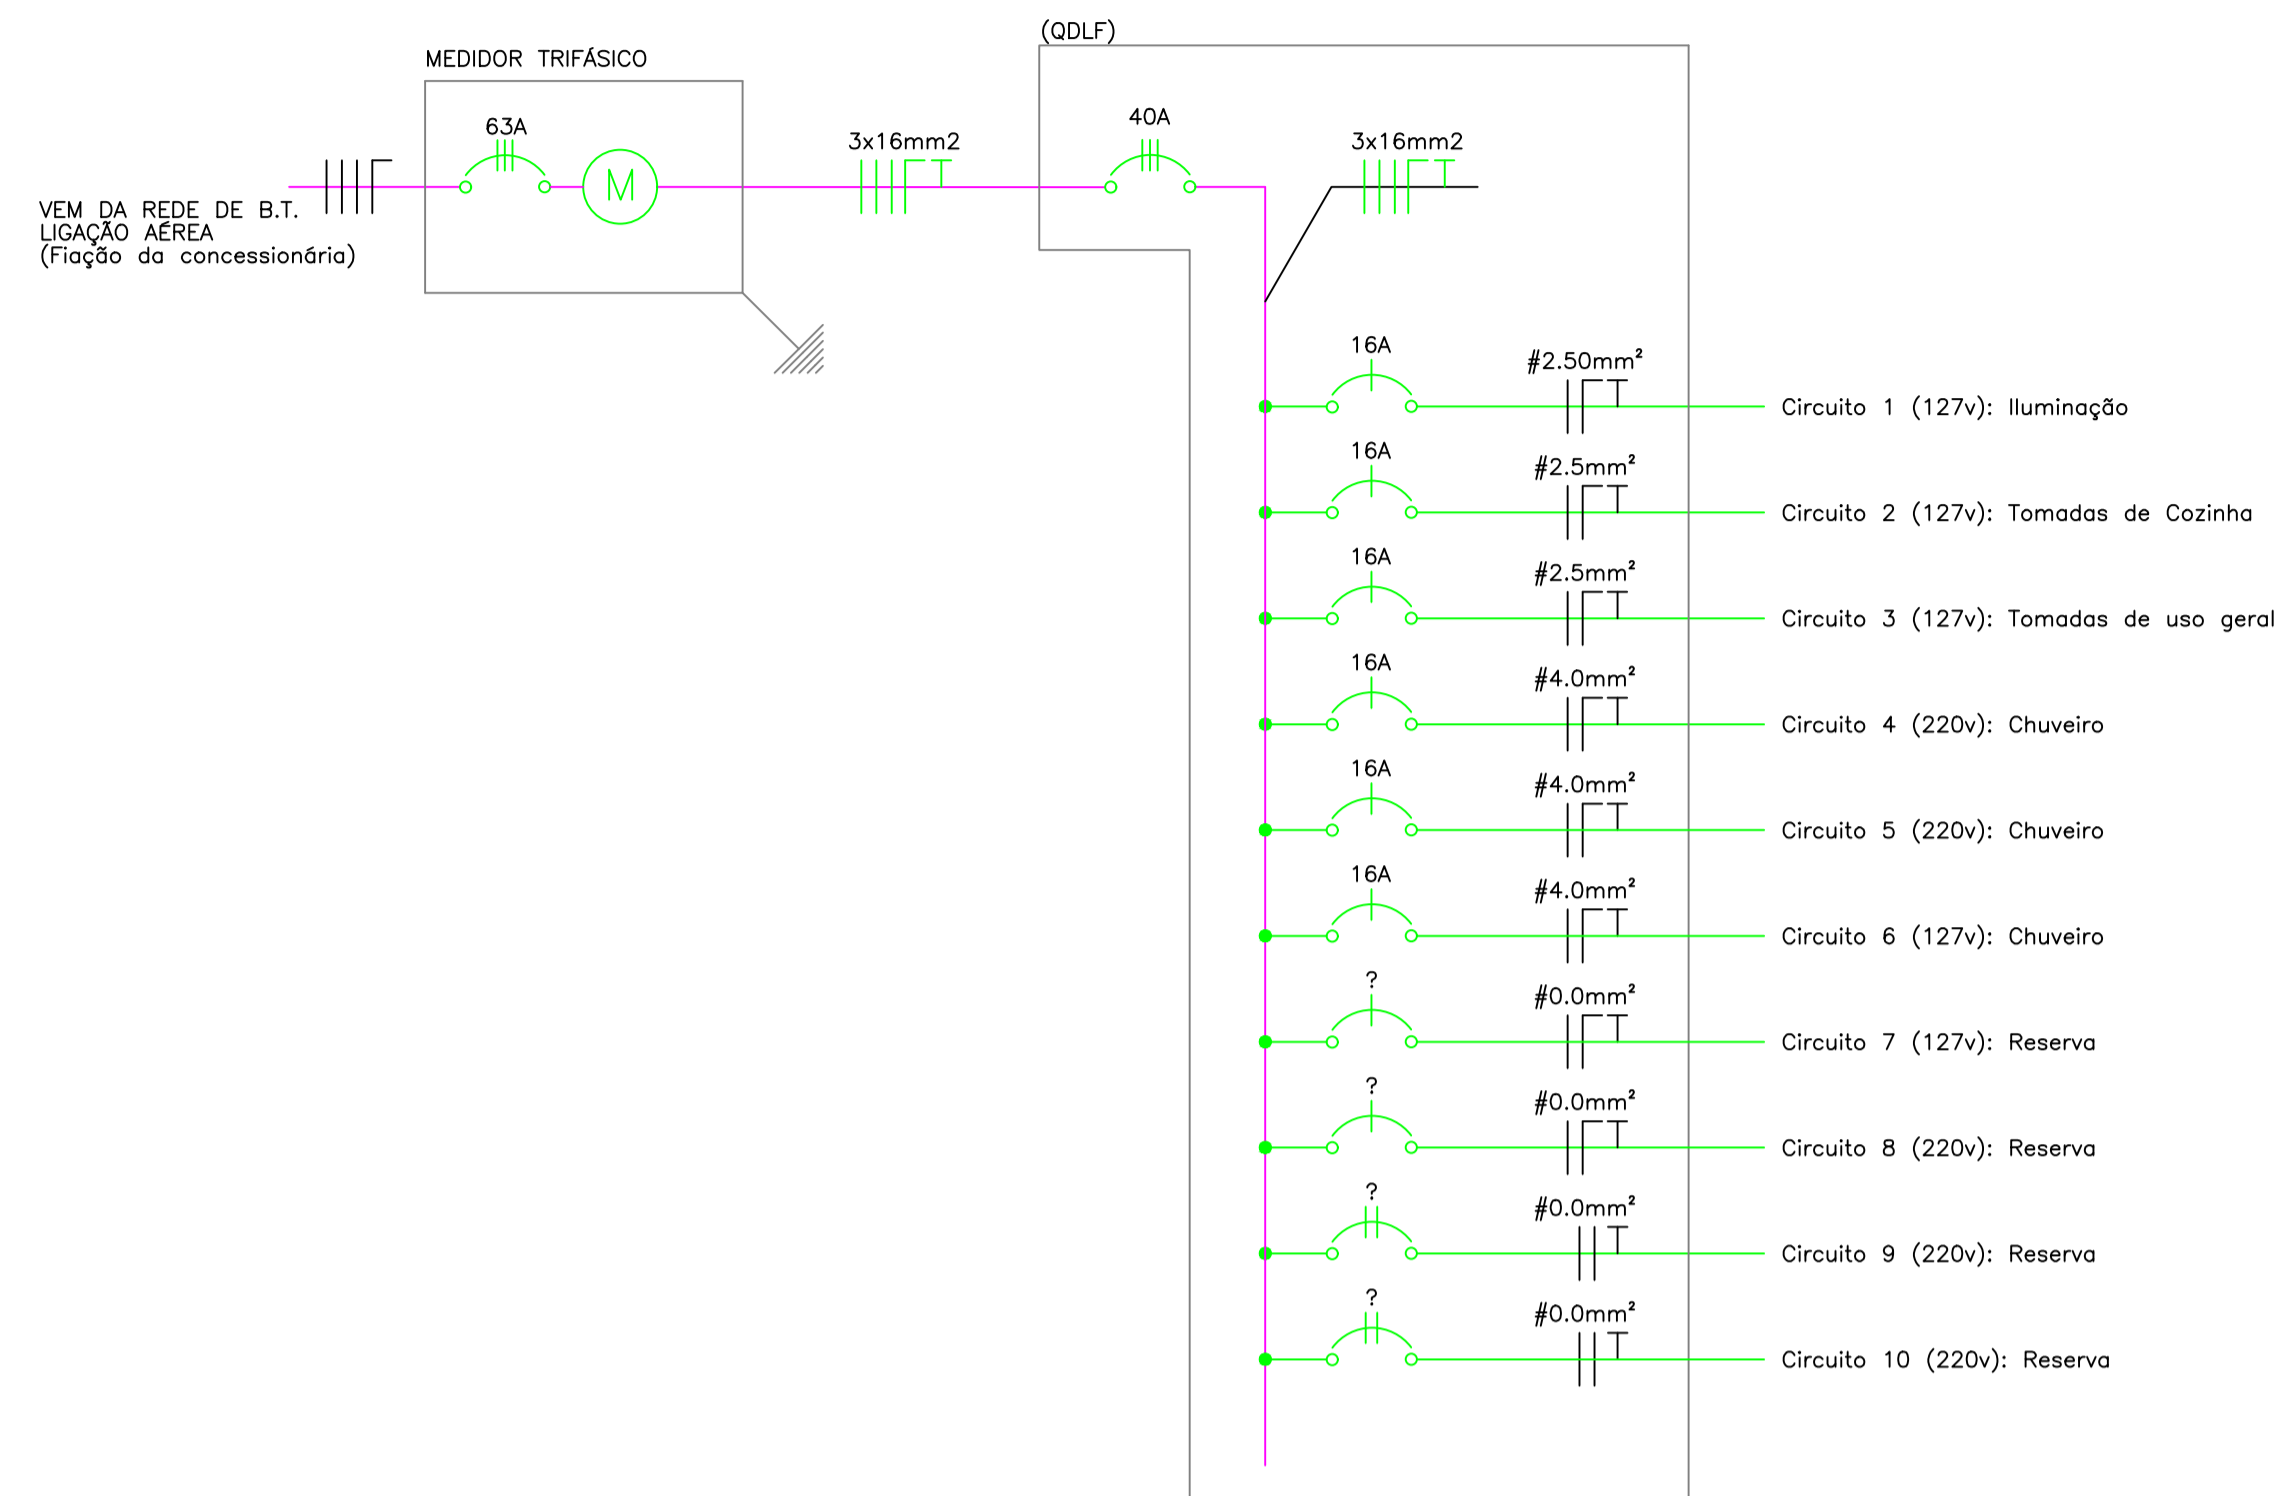 (QDLF)
MEDIDOR TRIFÁSICO
63A
M
3x16mm2
40A
3x16mm2
VEM DA REDE DE B.T.
LIGAÇÃO AÉREA
(Fiação da concessionária)
16A
#2.50mm²
Circuito 1 (127v): Iluminação
16A
#2.5mm²
Circuito 2 (127v): Tomadas de Cozinha
16A
#2.5mm²
Circuito 3 (127v): Tomadas de uso geral
16A
#4.0mm²
Circuito 4 (220v): Chuveiro
16A
#4.0mm²
Circuito 5 (220v): Chuveiro
16A
#4.0mm²
Circuito 6 (127v): Chuveiro
?
#0.0mm²
Circuito 7 (127v): Reserva
?
#0.0mm²
Circuito 8 (220v): Reserva
?
#0.0mm²
Circuito 9 (220v): Reserva
?
#0.0mm²
Circuito 10 (220v): Reserva